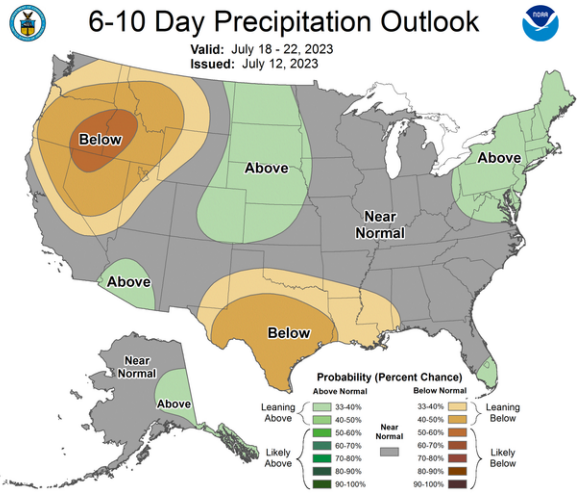 6-10 Day Precipitation Outlook
Valid: July 18 - 22, 2023
Issued: July 12, 2023
NOAA
Below
Above
Above
Near
Normal
Above
Below
Near
Normal
Above
Probability (Percent Chance)
Above Normal
Below Normal
Leaning
Above
33-40%
40-50%
Likely
Above
50-60%
60-70%
70-80%
80-90%
90-100%
Near
Normal
33-40%
40-50%
Leaning
Below
50-60%
60-70%
70-80%
80-90%
90-100%
Likely
Below